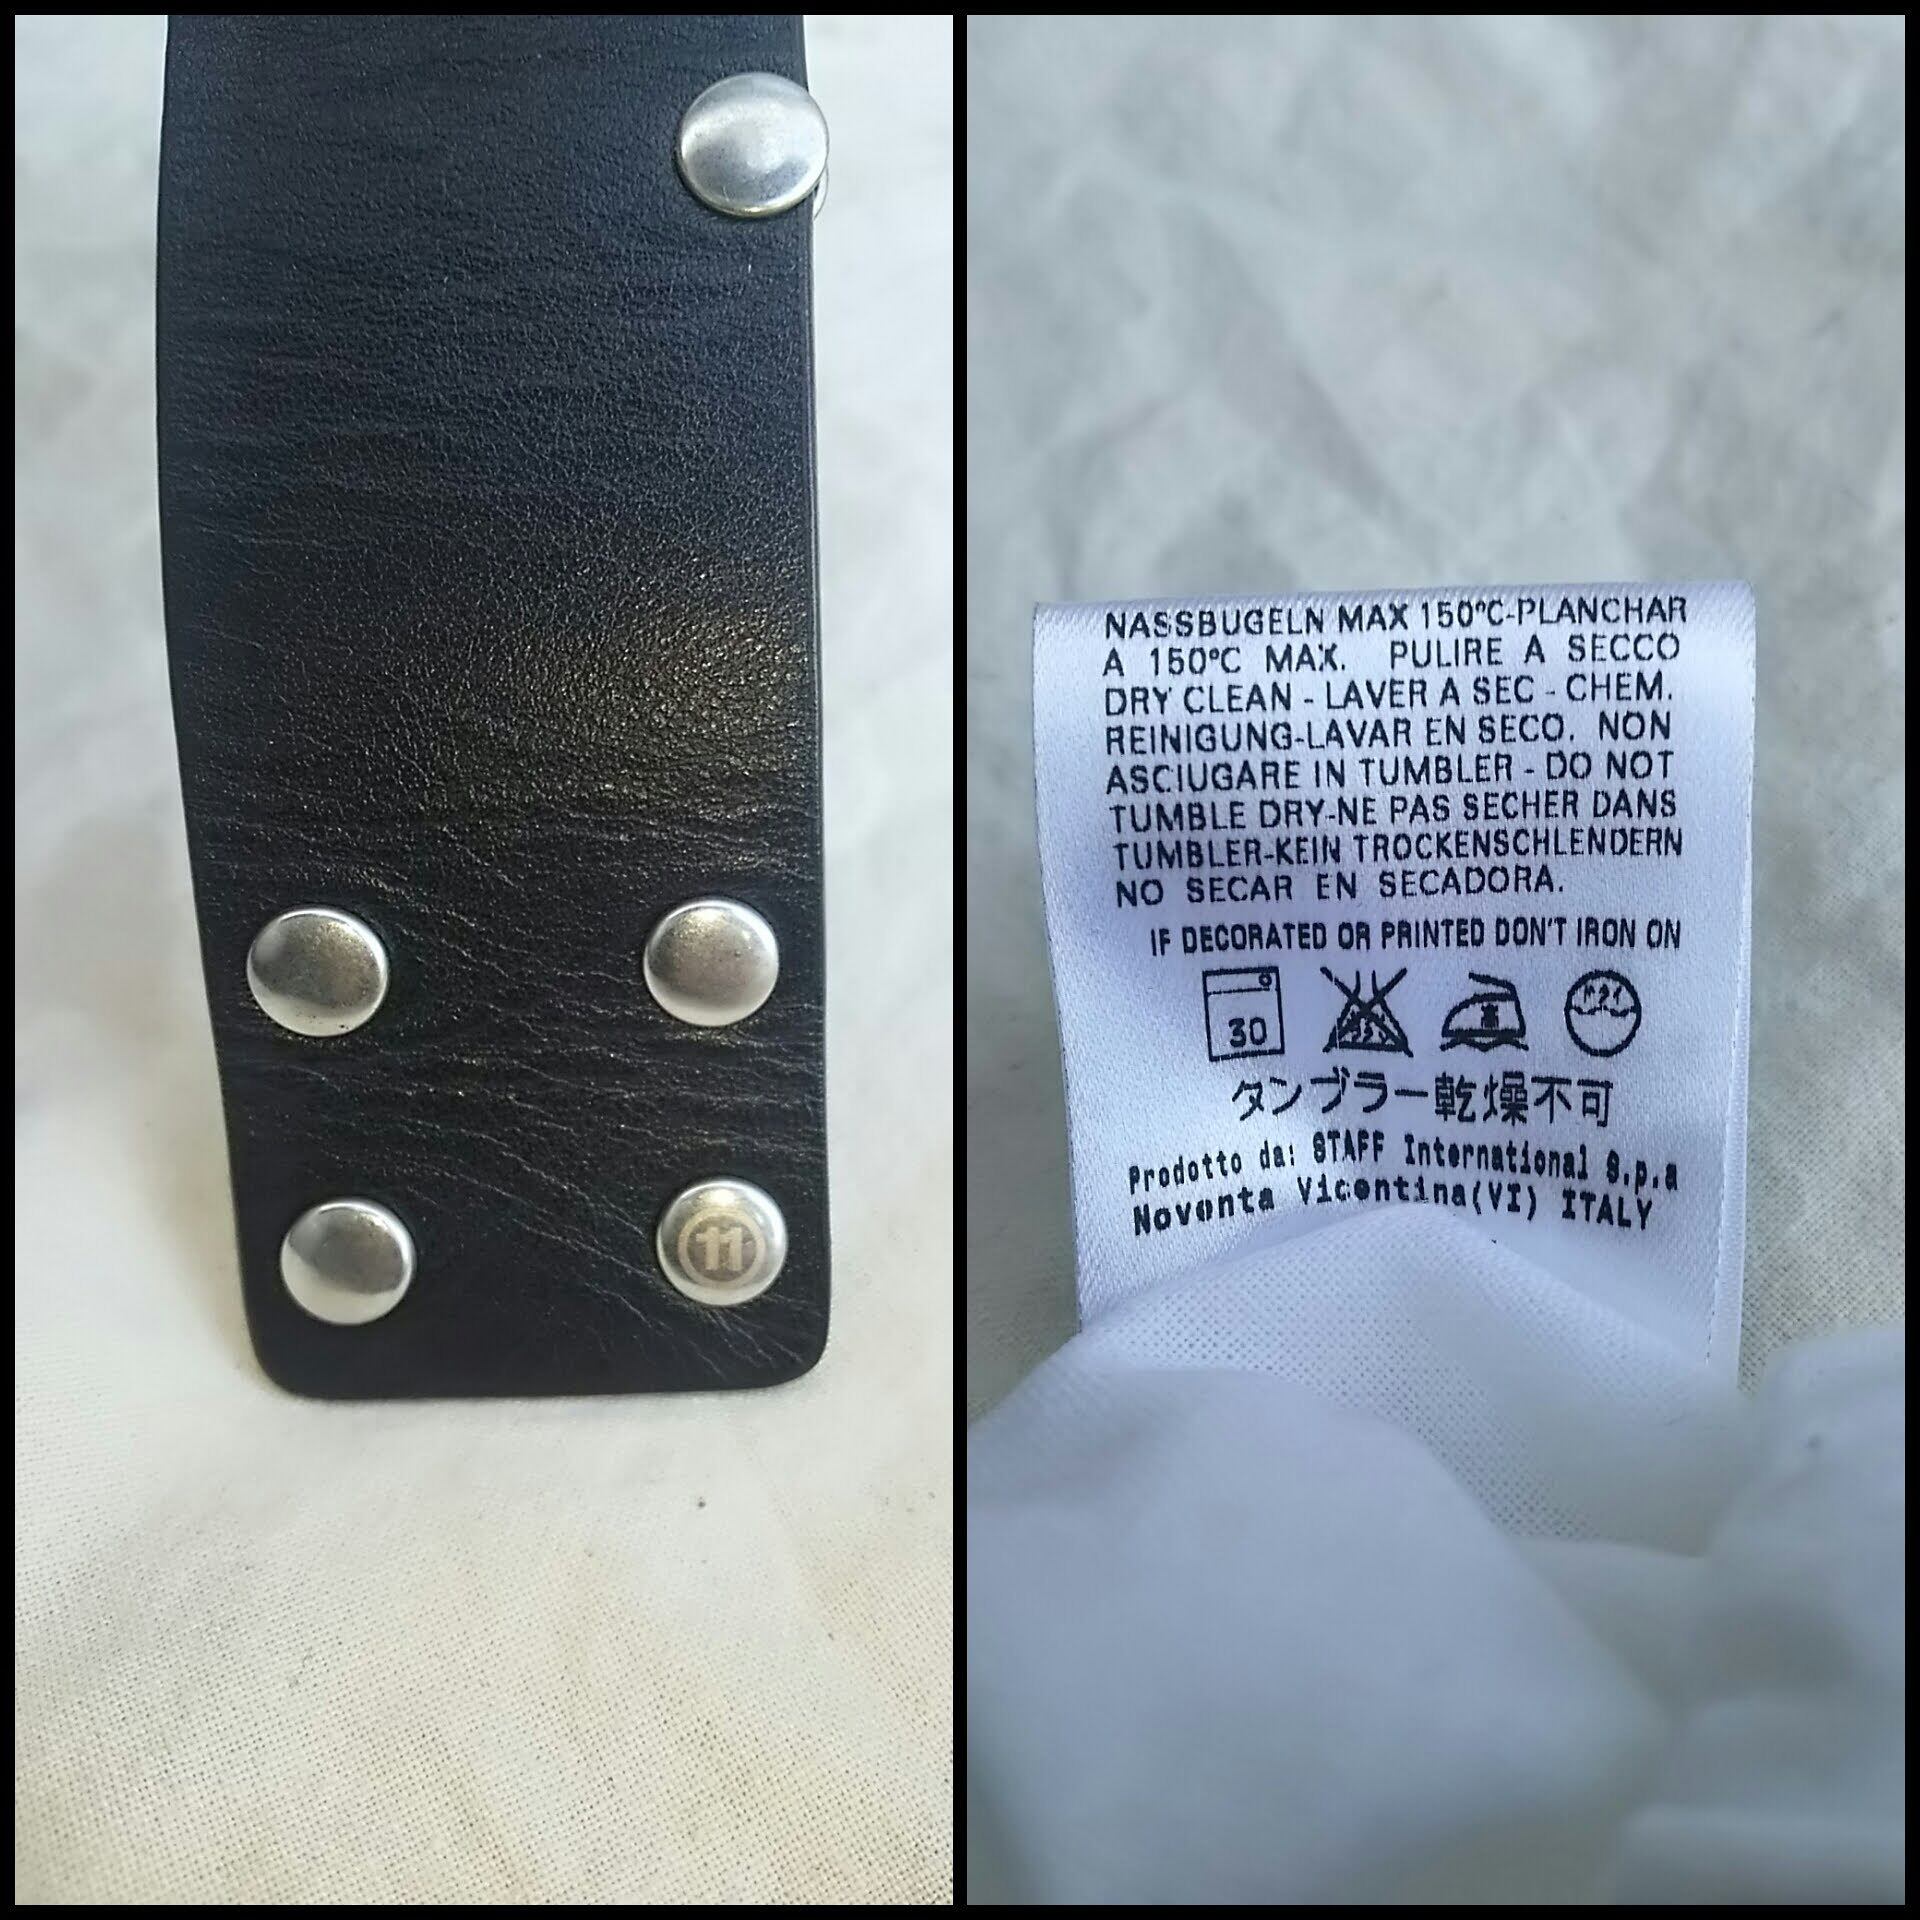 11
NASSBUGELN MAX 150°C-PLANCHAR
A 150°C MAX. PULIRE A SECCO
DRY CLEAN - LAVER A SEC - CHEM.
REINIGUNG-LAVAR EN SECO. NON
ASCIUGARE IN TUMBLER - DO NOT
TUMBLE DRY-NE PAS SECHER DANS
TUMBLER-KEIN TROCKENSCHLENDERN
NO SECAR EN SECADORA.
IF DECORATED OR PRINTED DON'T IRON ON
30
タンブラー乾燥不可
Prodotto da: STAFF International S.p.a
Noventa Vicentina(VI) ITALY